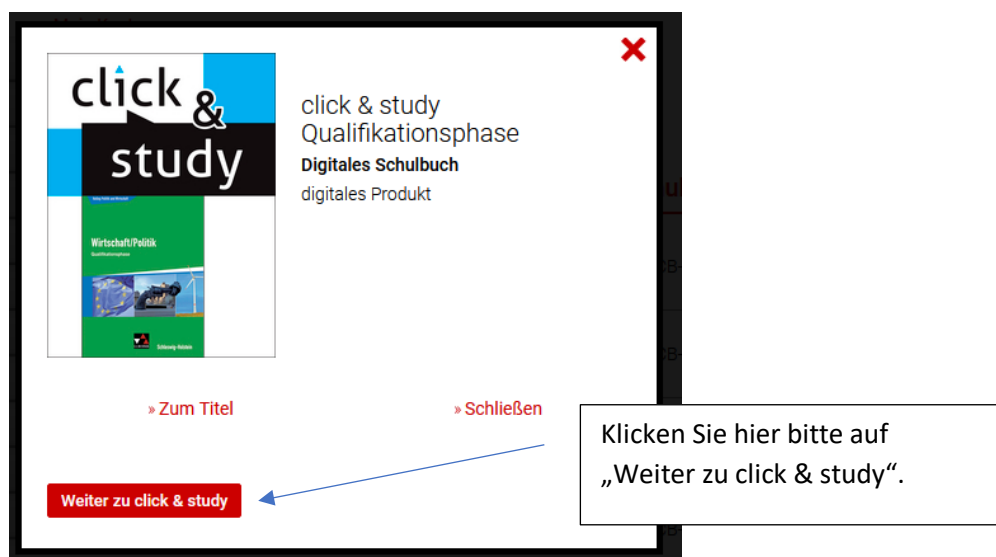 click &
study
Wirtschaft/Politik
Qualifikationsphase
Schleswig-Holstein
click & study
Qualifikationsphase
Digitales Schulbuch
digitales Produkt
» Zum Titel
» Schließen
Weiter zu click & study
Klicken Sie hier bitte auf
„Weiter zu click & study“.